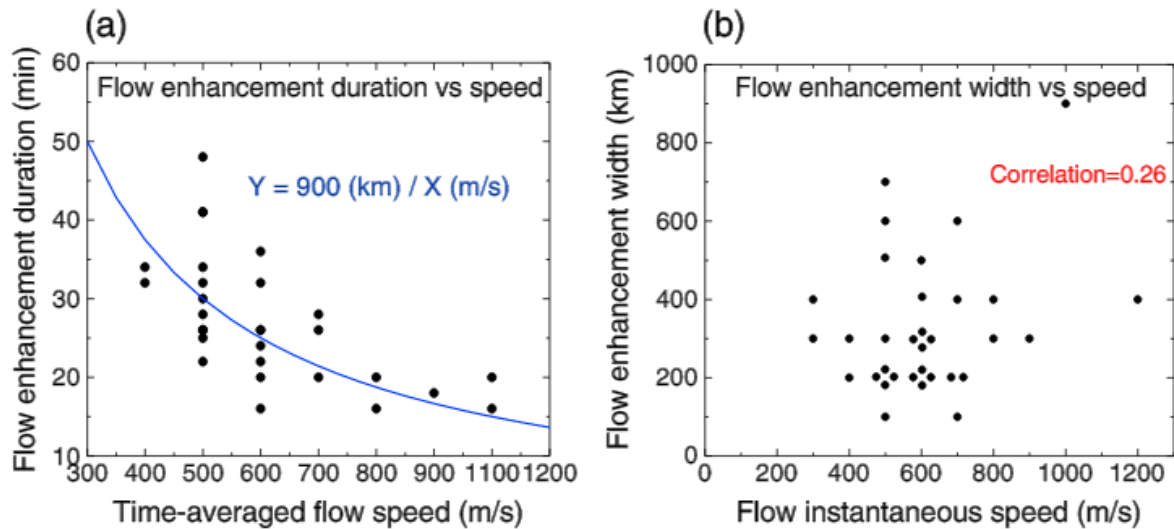 (a)
Flow enhancement duration vs speed
Flow enhancement duration (min)
60
50
40
30
20
10
Y = 900 (km) / X (m/s)
300 400 500 600 700 800 900 1100 1200
Time-averaged flow speed (m/s)
(b)
Flow enhancement width vs speed
Flow enhancement width (km)
1000
800
600
400
200
0
Correlation=0.26
0 200 400 600 800 1000 1200
Flow instantaneous speed (m/s)